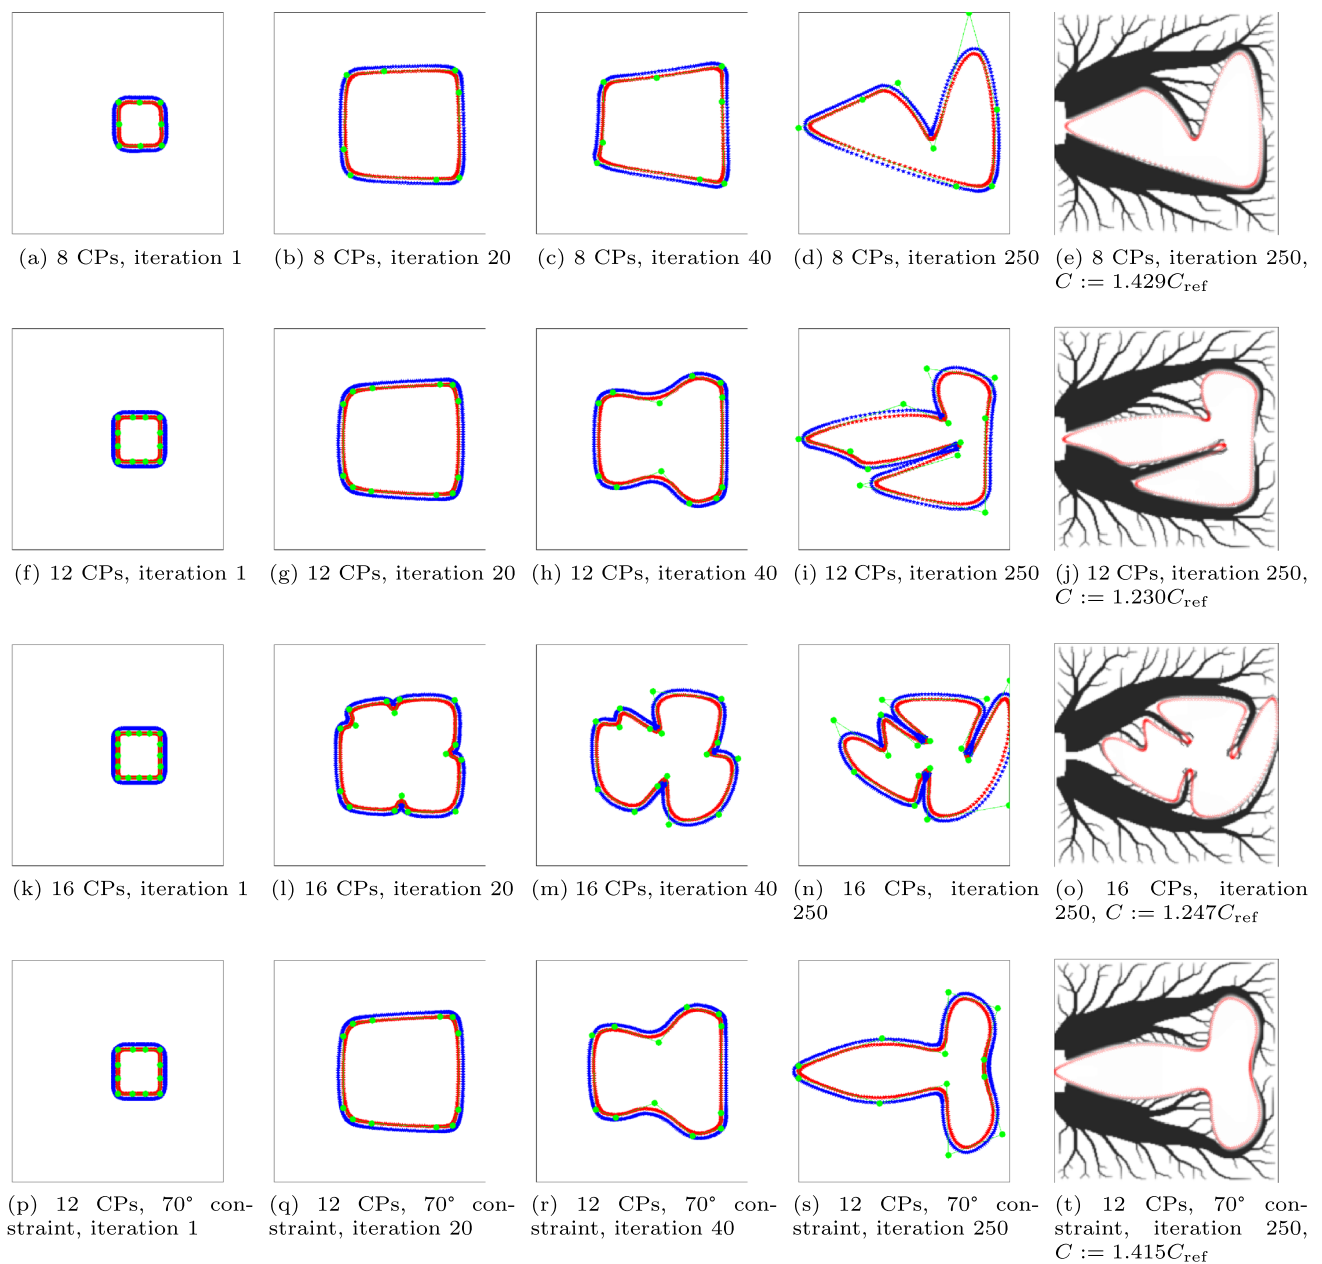 (a) 8 CPs, iteration 1
(b) 8 CPs, iteration 20
(c) 8 CPs, iteration 40
(d) 8 CPs, iteration 250
(e) 8 CPs, iteration 250,
C := 1.429C_ref
(f) 12 CPs, iteration 1
(g) 12 CPs, iteration 20
(h) 12 CPs, iteration 40
(i) 12 CPs, iteration 250
(j) 12 CPs, iteration 250,
C := 1.230C_ref
(k) 16 CPs, iteration 1
(l) 16 CPs, iteration 20
(m) 16 CPs, iteration 40
(n) 16 CPs, iteration
250
(o) 16 CPs, iteration
250, C := 1.247C_ref
(p) 12 CPs, 70° con-
straint, iteration 1
(q) 12 CPs, 70° con-
straint, iteration 20
(r) 12 CPs, 70° con-
straint, iteration 40
(s) 12 CPs, 70° con-
straint, iteration 250
(t) 12 CPs, 70° con-
straint, iteration 250,
C := 1.415C_ref